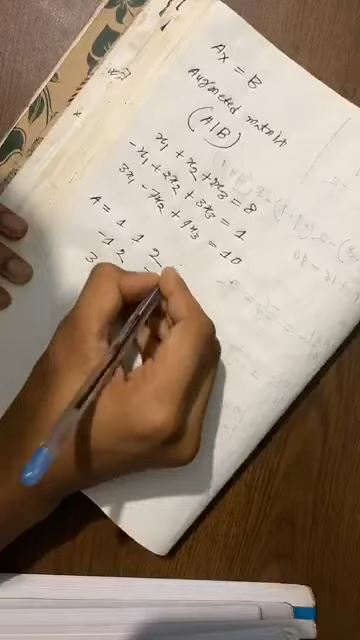 Ax = B
Augmented matrix
(A|B)
x₁ + x₂ + 2x₃ = 8
-x₁ + 2x₂ + 3x₃ = 1
3x₁ - 7x₂ + 4x₃ = 10
A = 1 1 2
-1 2
3